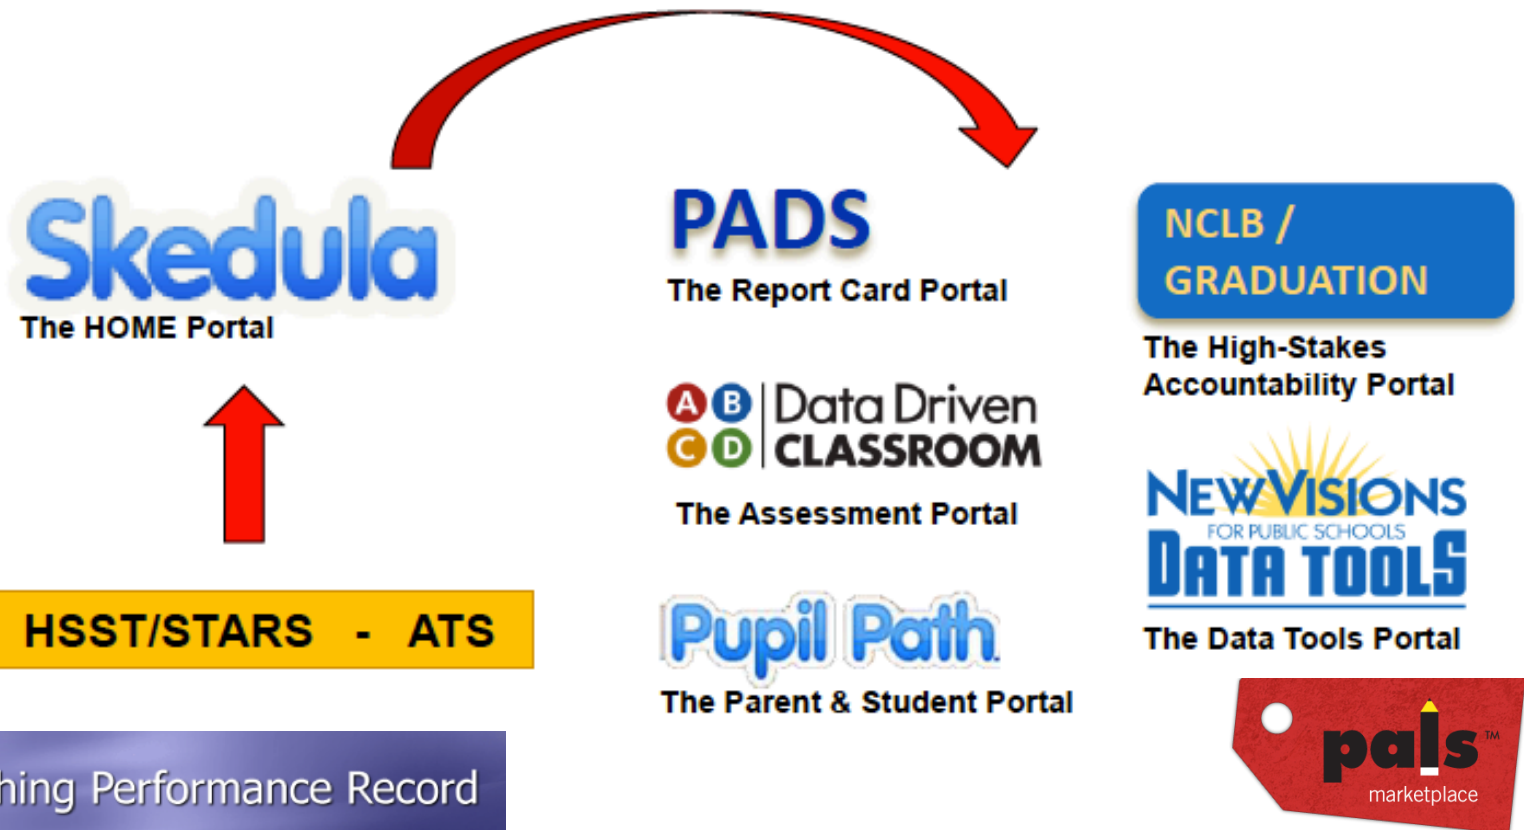 Skedula
The HOME Portal
HSST/STARS - ATS
Performance Record
PADS
The Report Card Portal
A B
C D
Data Driven
CLASSROOM
The Assessment Portal
Pupil Path
The Parent & Student Portal
NCLB /
GRADUATION
The High-Stakes
Accountability Portal
NEW VISIONS
FOR PUBLIC SCHOOLS
DATA TOOLS
The Data Tools Portal
pals TM
marketplace